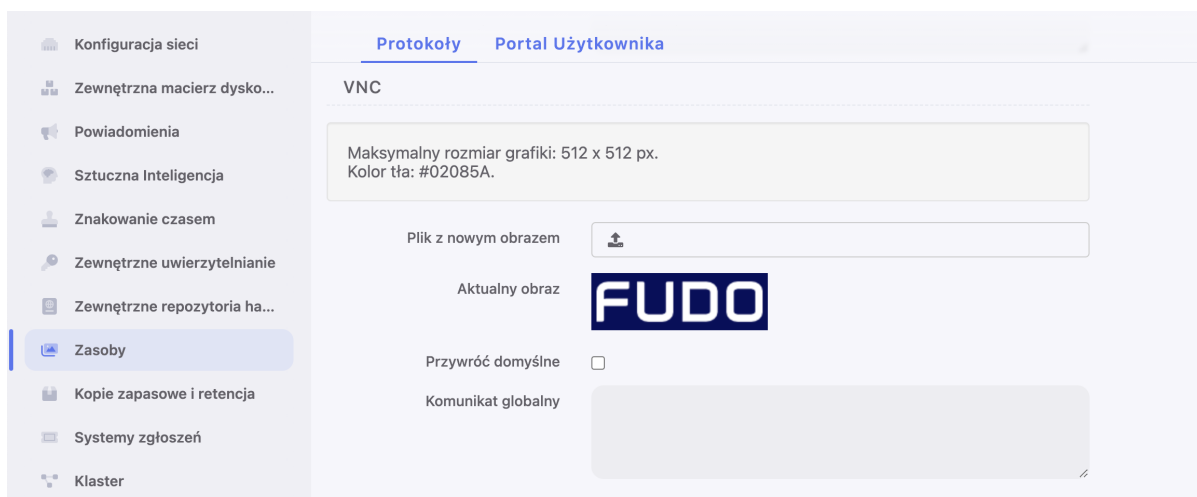 Konfiguracja sieci
Zewnętrzna macierz dysko...
Powiadomienia
Sztuczna Inteligencja
Znakowanie czasem
Zewnętrzne uwierzytelnianie
Zewnętrzne repozytoria ha...
Zasoby
Kopie zapasowe i retencja
Systemy zgłoszeń
Klaster
Protokoły
Portal Użytkownika
VNC
Maksymalny rozmiar grafiki: 512 x 512 px.
Kolor tła: #02085A.
Plik z nowym obrazem
Aktualny obraz
FUDO
Przywróć domyślne
Komunikat globalny